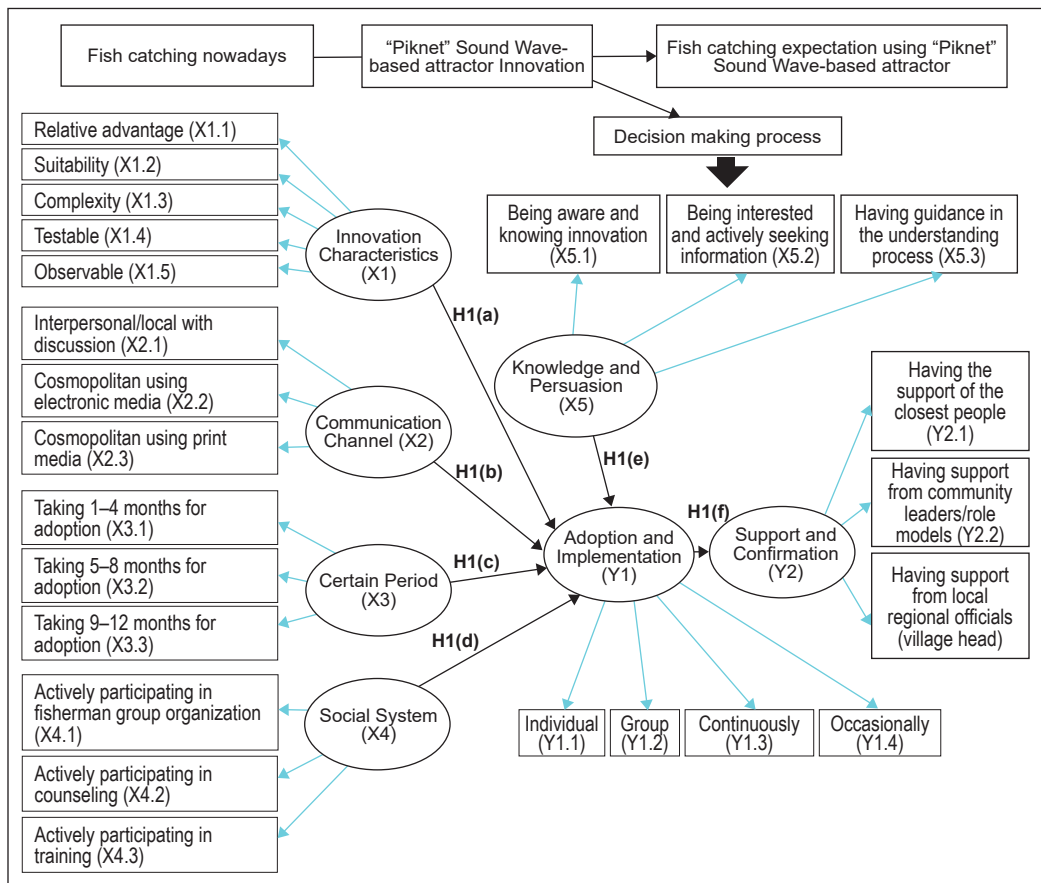 Fish catching nowadays
“Piknet” Sound Wave-
based attractor Innovation
Fish catching expectation using “Piknet”
Sound Wave-based attractor
Decision making process
Relative advantage (X1.1)
Suitability (X1.2)
Complexity (X1.3)
Testable (X1.4)
Observable (X1.5)
Innovation
Characteristics
(X1)
Being aware and
knowing innovation
(X5.1)
Being interested
and actively seeking
information (X5.2)
Having guidance in
the understanding
process (X5.3)
H1(a)
Interpersonal/local with
discussion (X2.1)
Cosmopolitan using
electronic media (X2.2)
Cosmopolitan using print
media (X2.3)
Communication
Channel (X2)
H1(b)
Knowledge and
Persuasion
(X5)
H1(e)
Having the
support of the
closest people
(Y2.1)
Having support
from community
leaders/role
models (Y2.2)
Having support
from local
regional officials
(village head)
Taking 1–4 months for
adoption (X3.1)
Taking 5–8 months for
adoption (X3.2)
Taking 9–12 months for
adoption (X3.3)
Certain Period
(X3)
H1(c)
Adoption and
Implementation
(Y1)
H1(f)
Support and
Confirmation
(Y2)
H1(d)
Actively participating in
fisherman group organization
(X4.1)
Actively participating in
counseling (X4.2)
Actively participating in
training (X4.3)
Social System
(X4)
Individual
(Y1.1)
Group
(Y1.2)
Continuously
(Y1.3)
Occasionally
(Y1.4)